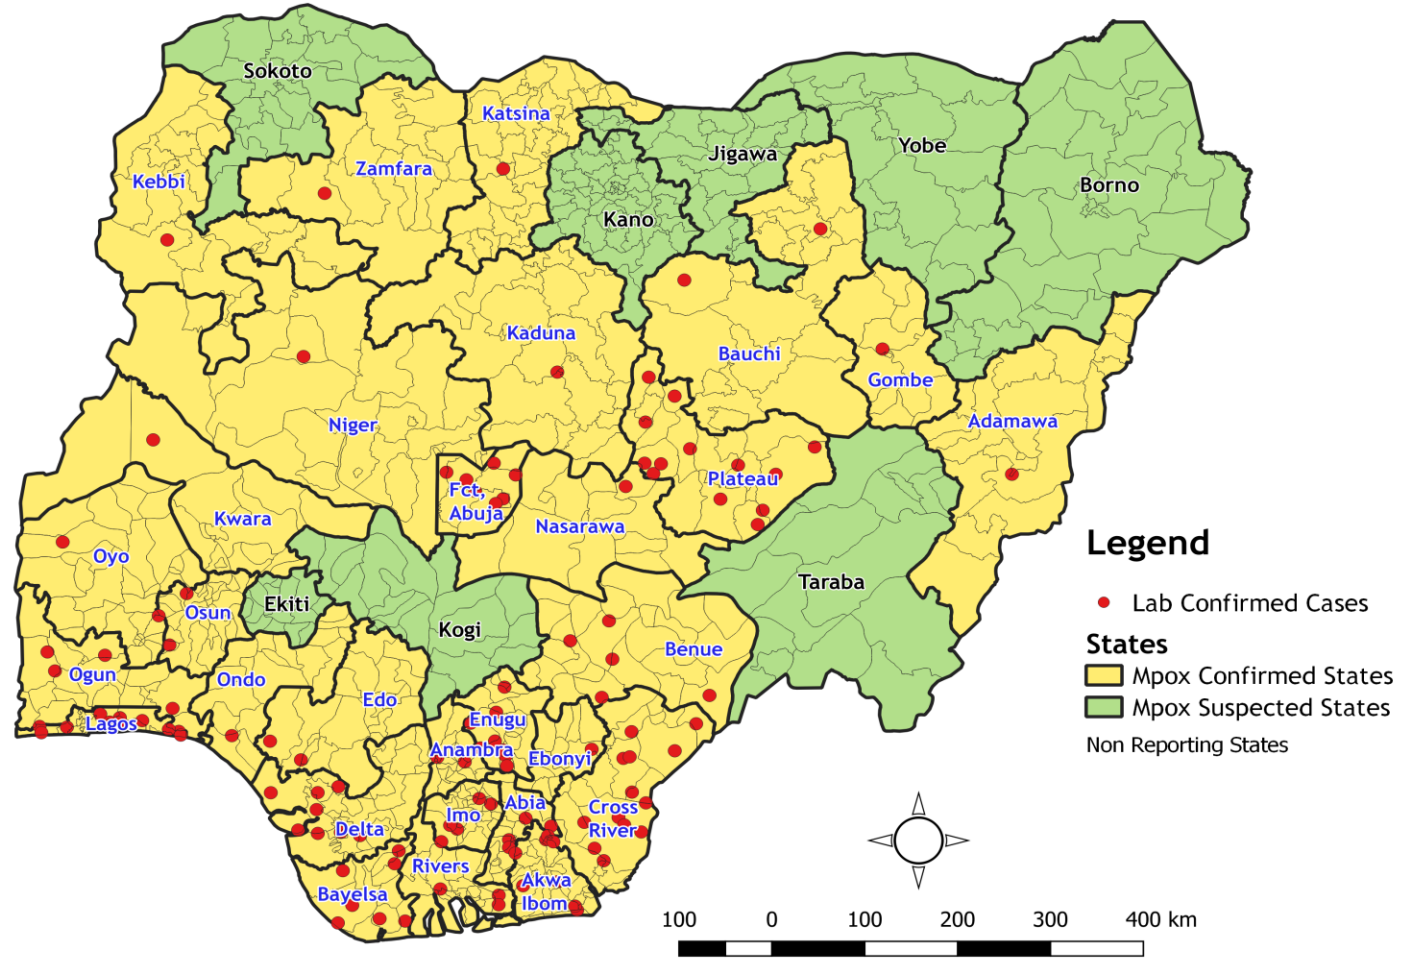 Sokoto
Katsina
Kebbi
Zamfara
Jigawa
Yobe
Borno
Kano
Kaduna
Bauchi
Gombe
Niger
Adamawa
Fct,
Abuja
Plateau
Nasarawa
Kwara
Oyo
Osun
Ekiti
Kogi
Taraba
Benue
Ogun
Ondo
Edo
Lagos
Enugu
Anambra
Ebonyi
Imo
Abia
Cross
River
Delta
Rivers
Bayelsa
Akwa
Ibom
Legend
Lab Confirmed Cases
States
Mpox Confirmed States
Mpox Suspected States
Non Reporting States
100 0 100 200 300 400 km